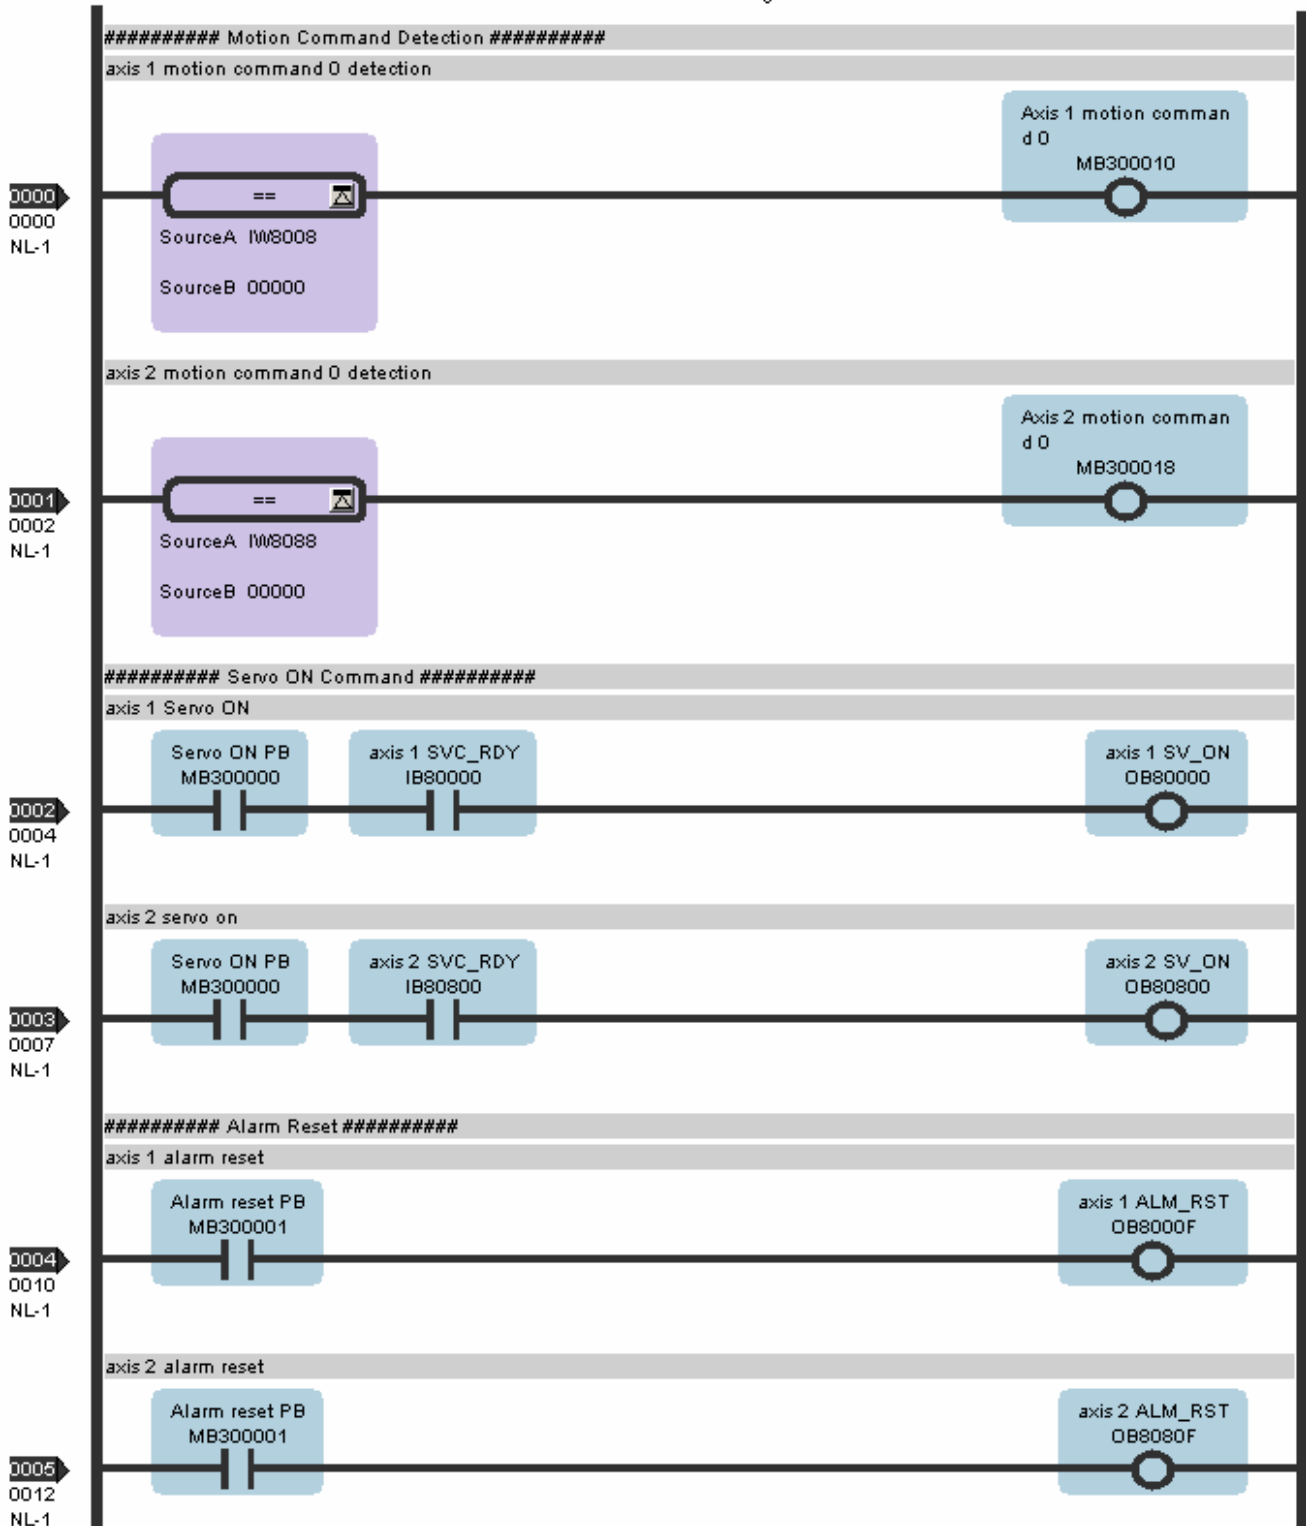 ########## Motion Command Detection ##########
axis 1 motion command 0 detection
Axis 1 motion comman
d 0
MB300010
0000
0000
NL-1
==
SourceA IW8008
SourceB 00000
axis 2 motion command 0 detection
Axis 2 motion comman
d 0
MB300018
0001
0002
NL-1
==
SourceA IW8088
SourceB 00000
########## Servo ON Command ##########
axis 1 Servo ON
Servo ON PB
MB300000
axis 1 SVC_RDY
IB80000
axis 1 SV_ON
OB80000
0002
0004
NL-1
axis 2 servo on
Servo ON PB
MB300000
axis 2 SVC_RDY
IB80800
axis 2 SV_ON
OB80800
0003
0007
NL-1
########## Alarm Reset ##########
axis 1 alarm reset
Alarm reset PB
MB300001
axis 1 ALM_RST
OB8000F
0004
0010
NL-1
axis 2 alarm reset
Alarm reset PB
MB300001
axis 2 ALM_RST
OB8080F
0005
0012
NL-1